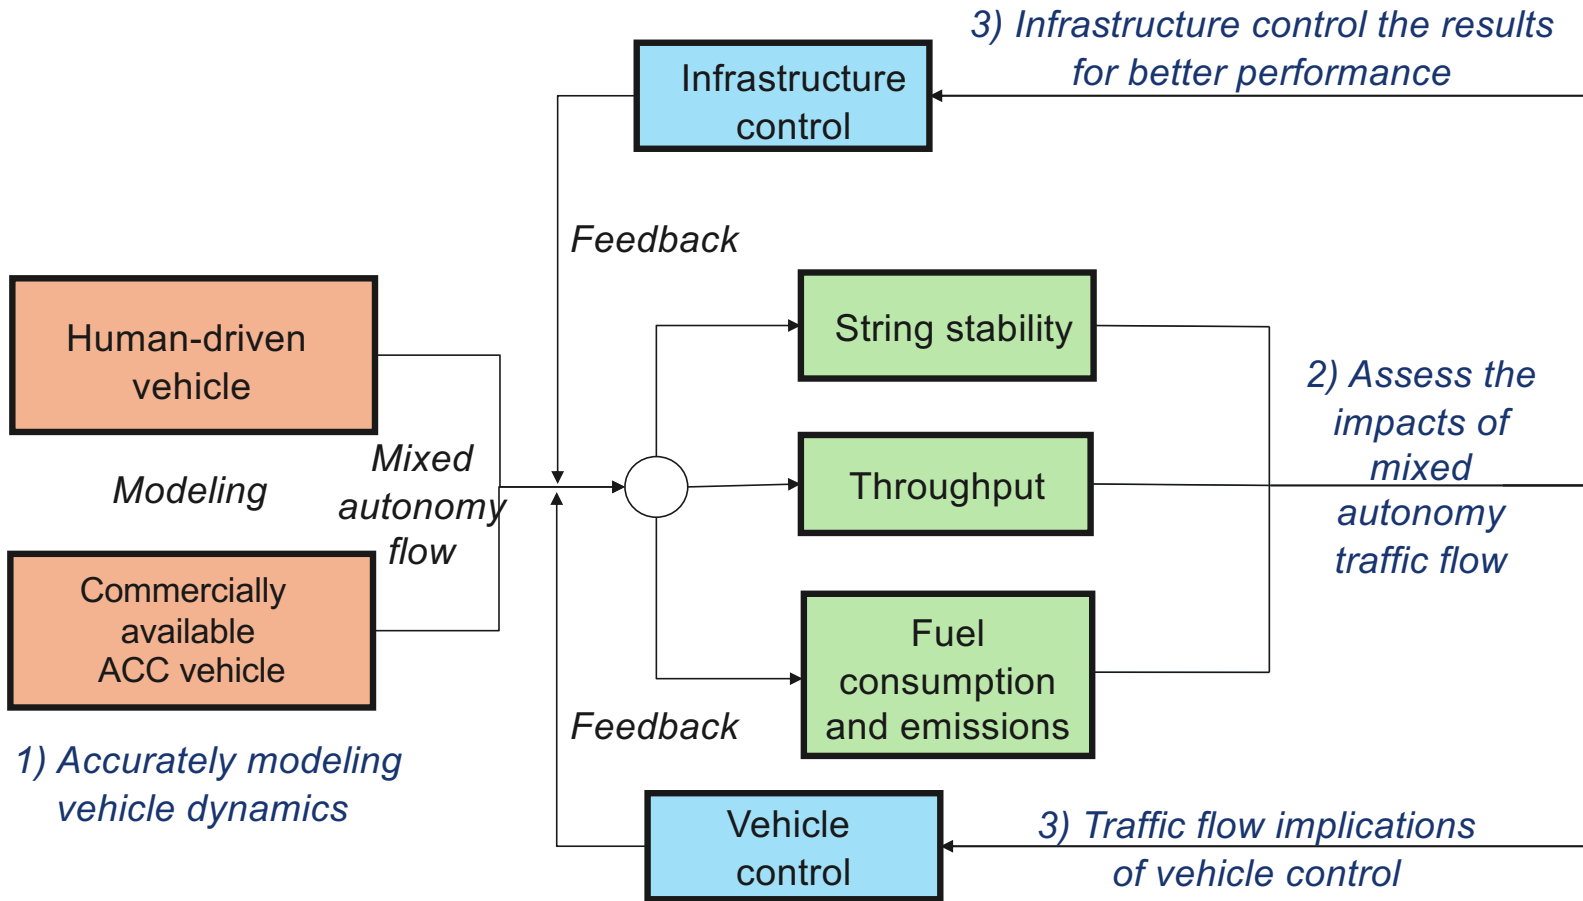 3) Infrastructure control the results
for better performance
Infrastructure
control
Feedback
Human-driven
vehicle
Modeling
Mixed
autonomy
flow
Commercially
available
ACC vehicle
1) Accurately modeling
vehicle dynamics
String stability
Throughput
Fuel
consumption
and emissions
2) Assess the
impacts of
mixed
autonomy
traffic flow
Feedback
Vehicle
control
3) Traffic flow implications
of vehicle control